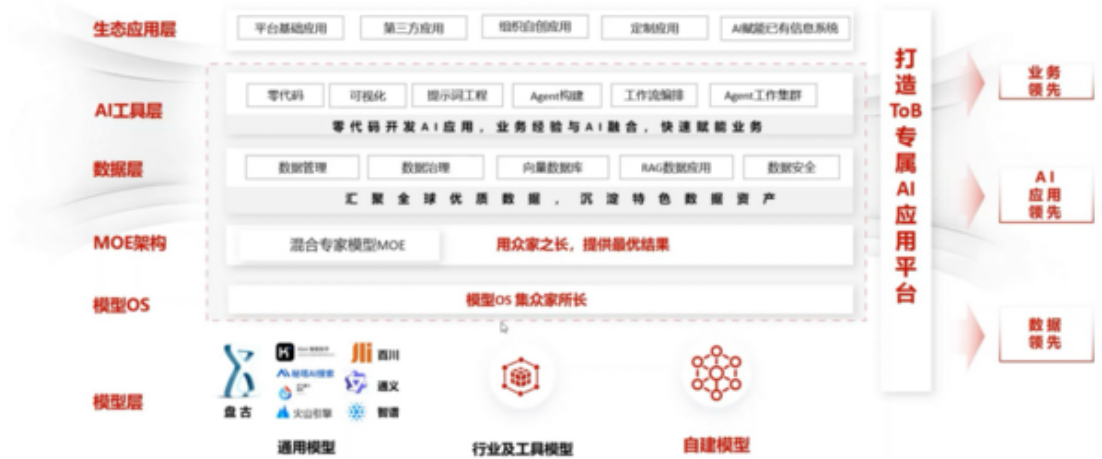 生态应用层
平台基础应用
第三方应用
组织自创应用
定制应用
AI赋能已有信息系统
AI工具层
零代码
可视化
提示词工程
Agent构建
工作流编排
Agent工作集群
零代码开发AI应用，业务经验与AI融合，快速赋能业务
数据层
数据管理
数据治理
向量数据库
RAG数据应用
数据安全
汇聚全球优质数据，沉淀特色数据资产
MOE架构
混合专家模型MOE
用众家之长，提供最优结果
模型OS
模型OS 集众家所长
模型层
盘古
秘塔AI搜索
火山引擎
百川
通义
智谱
通用模型
行业及工具模型
自建模型
打造ToB专属AI应用平台
业务
领先
AI
应用
领先
数据
领先